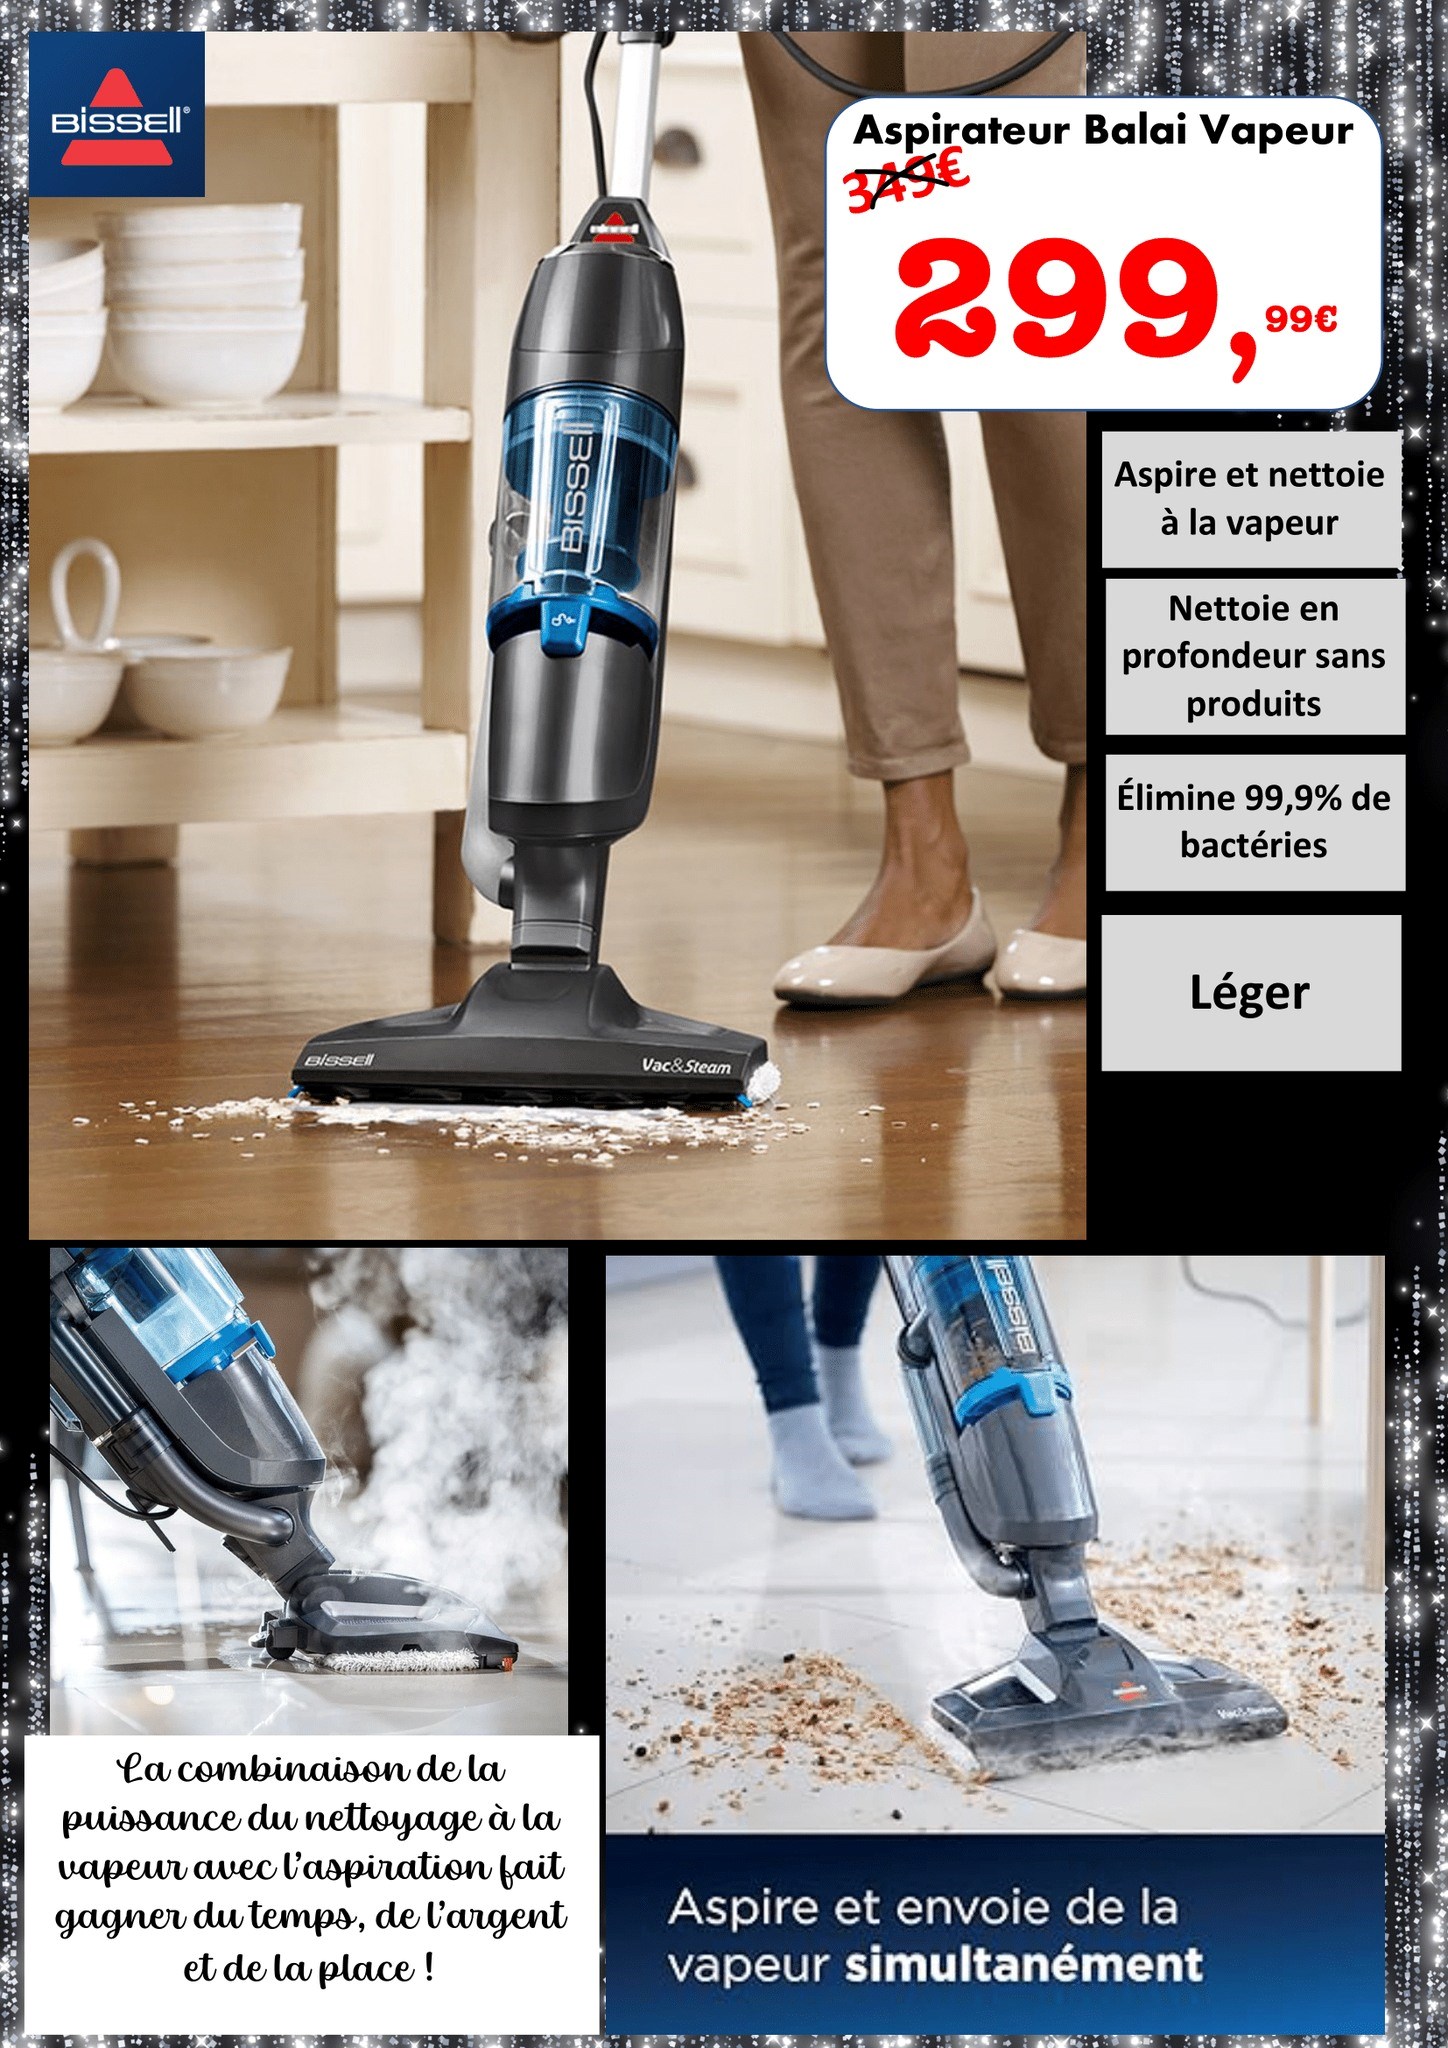 BISSELL®
Aspirateur Balai Vapeur
349€
299,99€
BISSELL
Aspire et nettoie
à la vapeur
Nettoie en
profondeur sans
produits
Élimine 99,9% de
bactéries
Léger
BISSELL
Vac&Steam
BISSELL
La combinaison de la
puissance du nettoyage à la
vapeur avec l'aspiration fait
gagner du temps, de l'argent
et de la place !
Aspire et envoie de la
vapeur simultanément